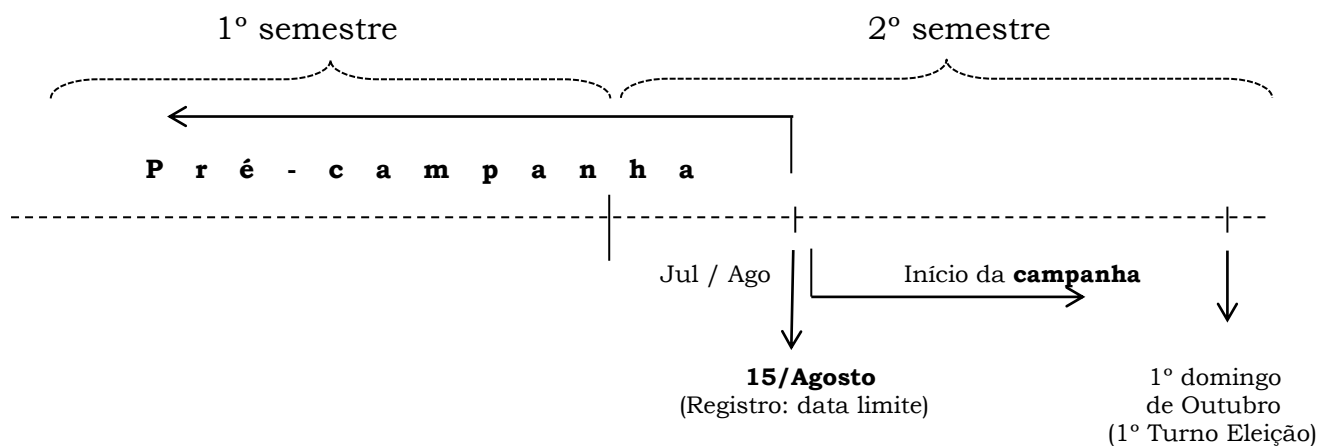 1º semestre
2º semestre
P r é - c a m p a n h a
Jul / Ago
Início da campanha
15/Agosto
(Registro: data limite)
1º domingo
de Outubro
(1º Turno Eleição)